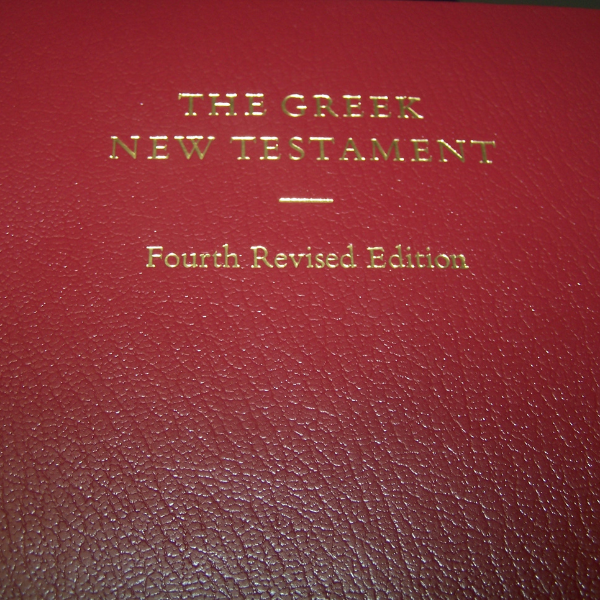 THE GREEK
NEW TESTAMENT
Fourth Revised Edition